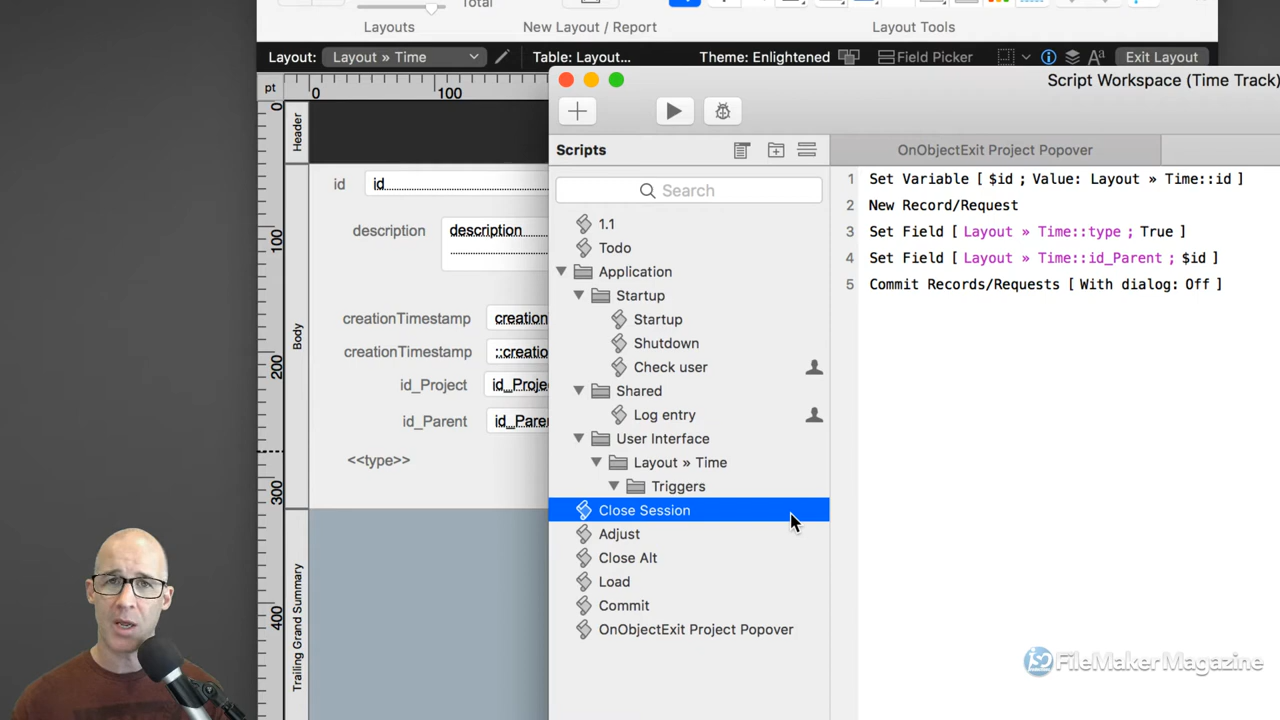 Total
Layouts
New Layout / Report
Layout Tools
Layout:
Layout » Time
Table: Layout...
Theme: Enlightened
Field Picker
Aª
Exit Layout
pt
0
100
Script Workspace (Time Track)
0
100
200
300
400
Header
Body
Trailing Grand Summary
id
id
description
description
creationTimestamp
creation
creationTimestamp
::creatio
id_Project
id_Proje
id_Parent
id_Pare
<<type>>
Scripts
Search
1.1
Todo
Application
Startup
Startup
Shutdown
Check user
Shared
Log entry
User Interface
Layout » Time
Triggers
Close Session
Adjust
Close Alt
Load
Commit
OnObjectExit Project Popover
OnObjectExit Project Popover
1 Set Variable [ $id ; Value: Layout » Time::id ]
2 New Record/Request
3 Set Field [ Layout » Time::type ; True ]
4 Set Field [ Layout » Time::id_Parent ; $id ]
5 Commit Records/Requests [ With dialog: Off ]
ISO FileMakerMagazine